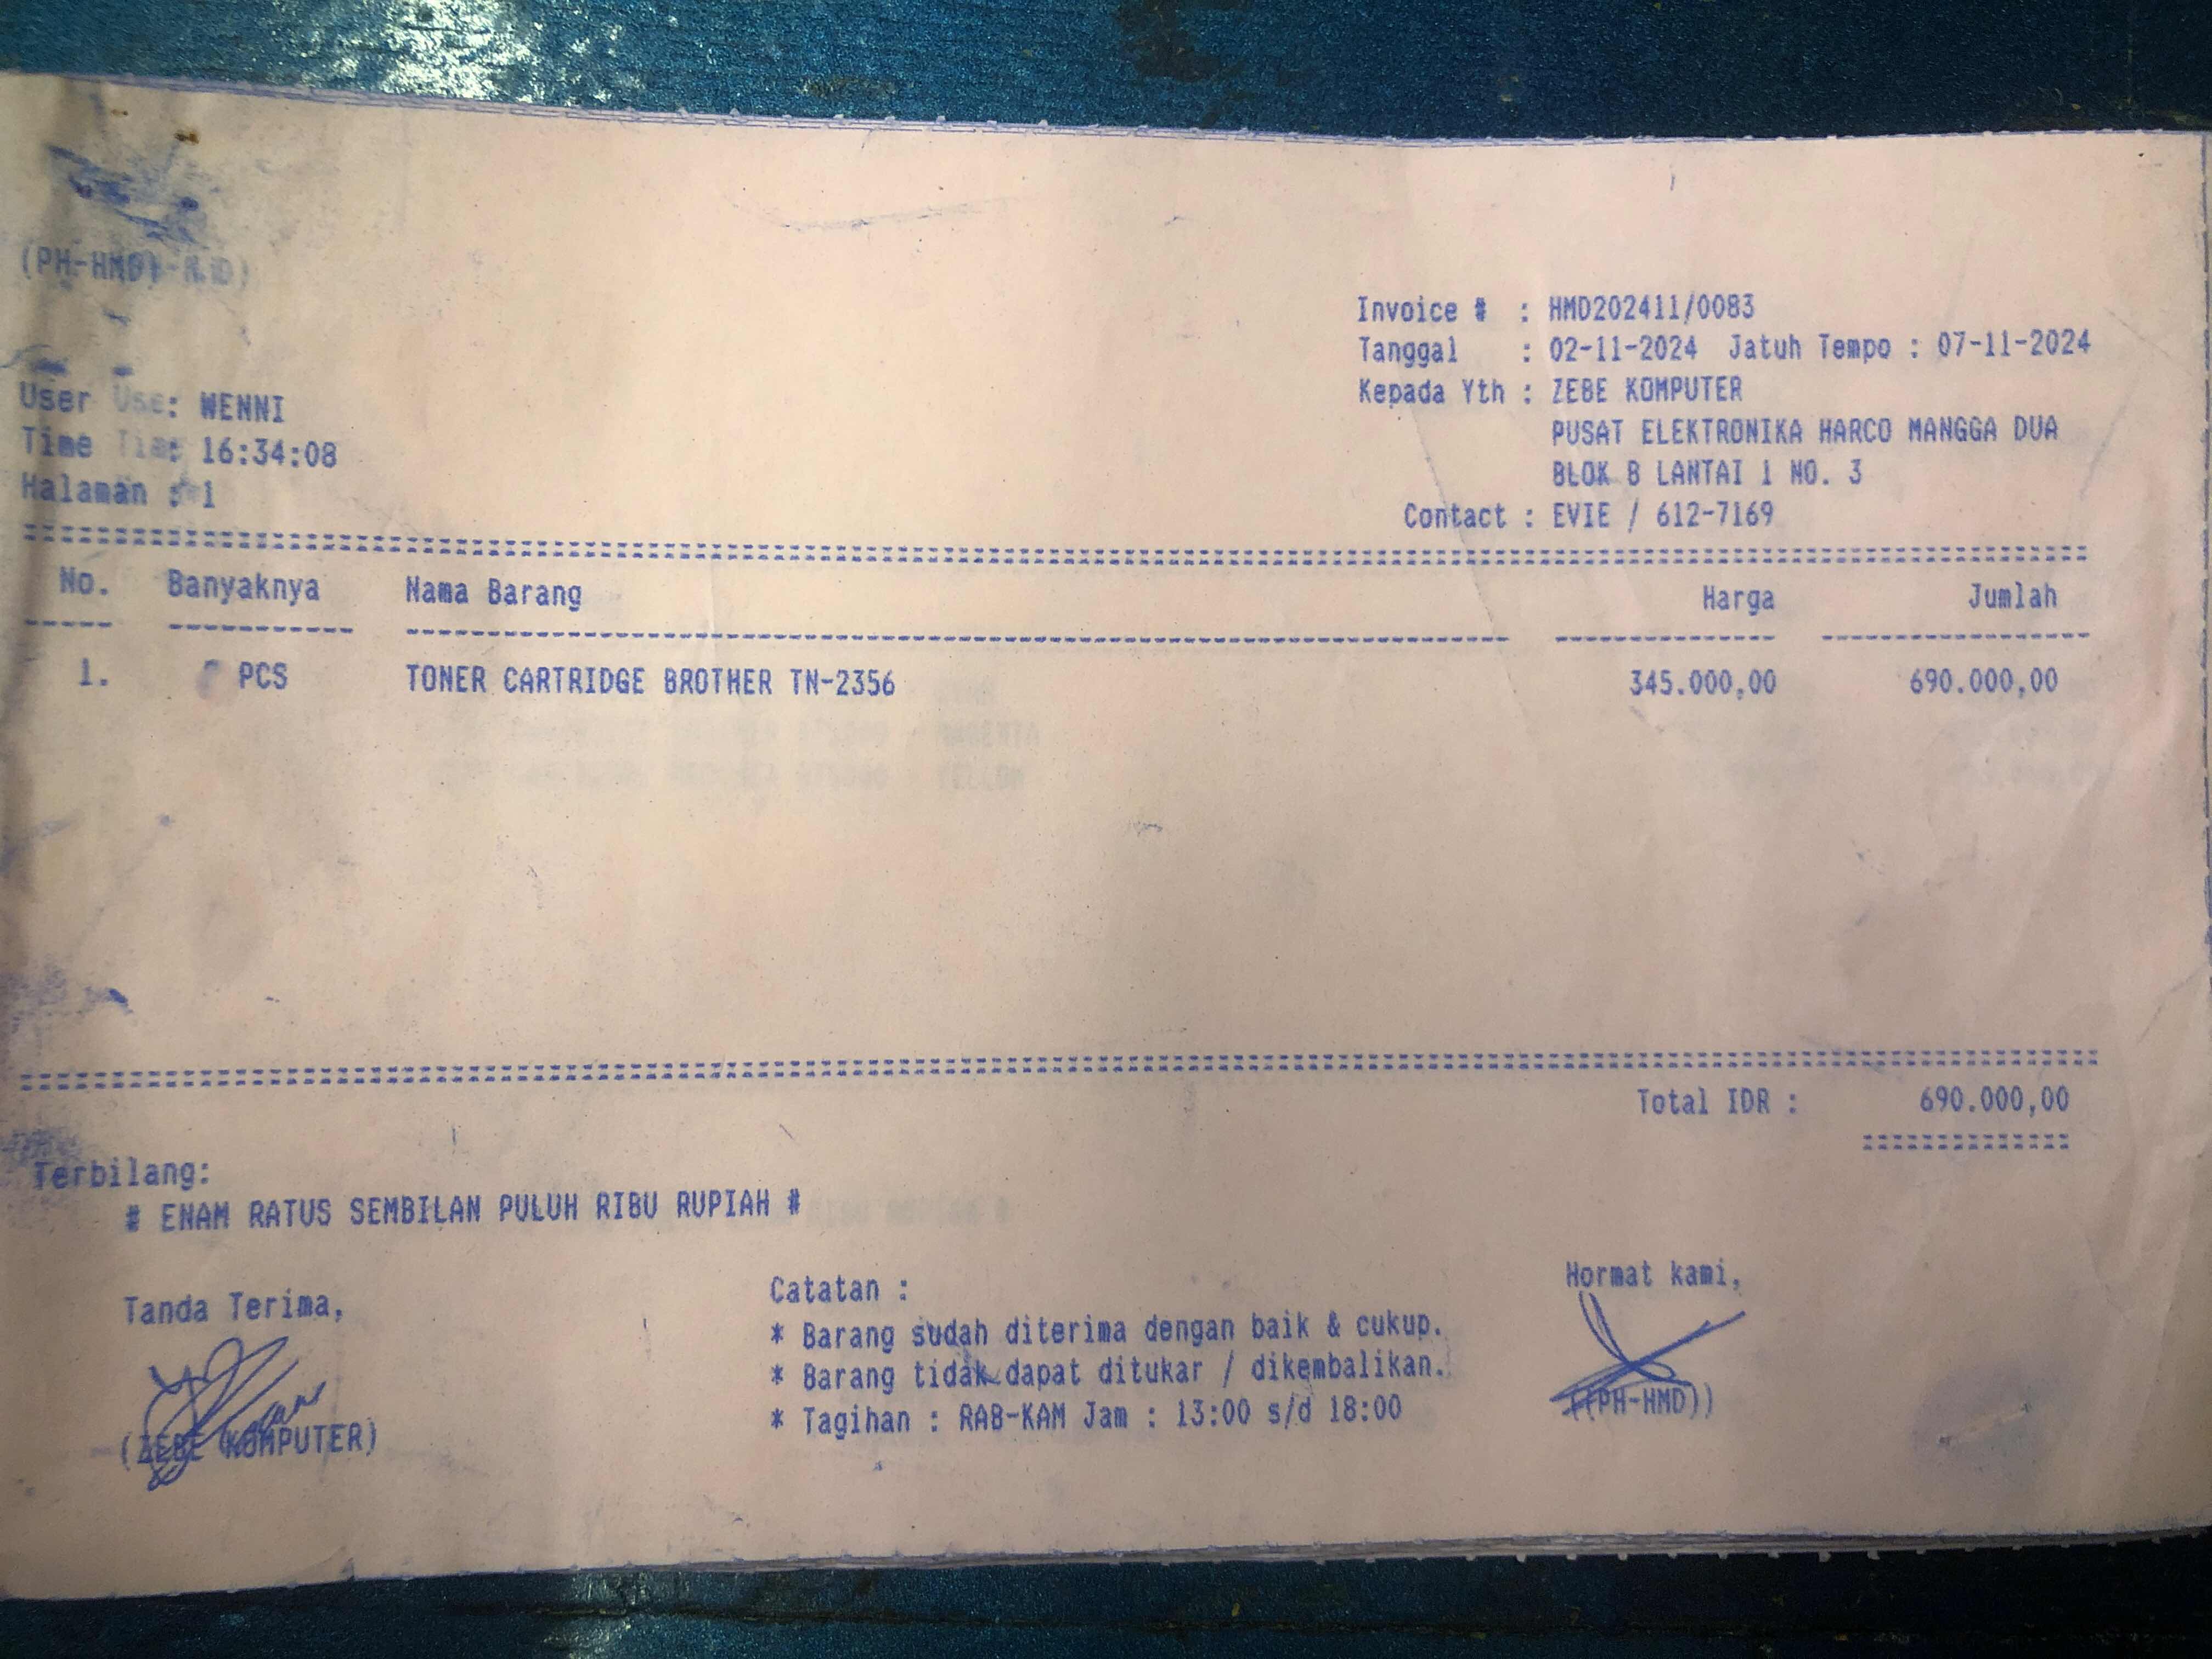 (PH-HMD)
Invoice # : HMD202411/0083
Tanggal : 02-11-2024 Jatuh Tempo : 07-11-2024
Kepada Yth : ZEBE KOMPUTER
PUSAT ELEKTRONIKA HARCO MANGGA DUA
BLOK B LANTAI 1 NO. 3
Contact : EVIE / 612-7169
User : WENNI
Time : 16:34:08
Halaman : 1
No. Banyaknya Nama Barang Harga Jumlah
1. PCS TONER CARTRIDGE BROTHER TN-2356 345.000,00 690.000,00
Total IDR : 690.000,00
Terbilang:
# ENAM RATUS SEMBILAN PULUH RIBU RUPIAH #
Tanda Terima,
(ZEBE KOMPUTER)
Catatan :
* Barang sudah diterima dengan baik & cukup.
* Barang tidak dapat ditukar / dikembalikan.
* Tagihan : RAB-KAM Jam : 13:00 s/d 18:00
Hormat kami,
((PH-HMD))